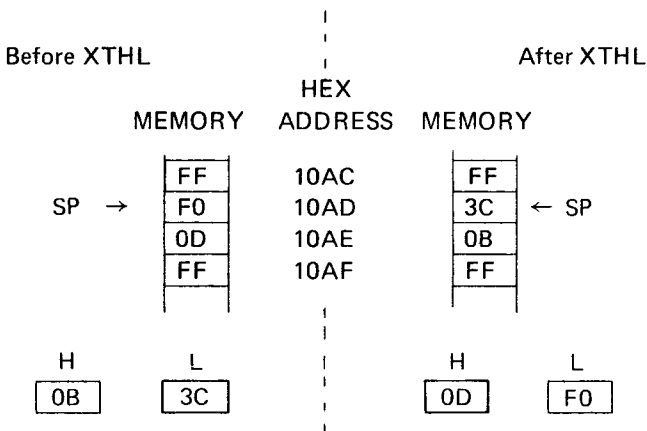 Before XTHL After XTHL
HEX
MEMORY ADDRESS MEMORY
FF 10AC FF
SP → F0 10AD 3C ← SP
0D 10AE 0B
FF 10AF FF
H L H L
0B 3C 0D F0